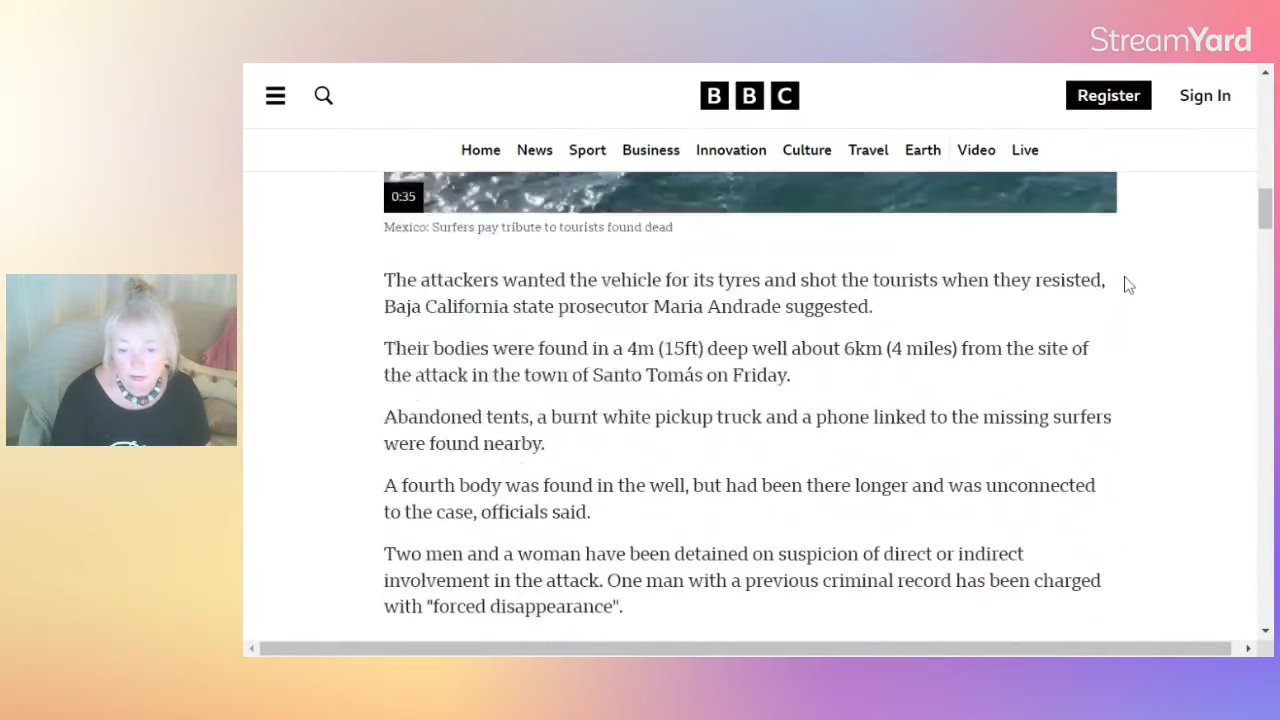 StreamYard
BBC
Register
Sign In
Home
News
Sport
Business
Innovation
Culture
Travel
Earth
Video
Live
0:35
Mexico: Surfers pay tribute to tourists found dead
The attackers wanted the vehicle for its tyres and shot the tourists when they resisted,
Baja California state prosecutor Maria Andrade suggested.
Their bodies were found in a 4m (15ft) deep well about 6km (4 miles) from the site of
the attack in the town of Santo Tomás on Friday.
Abandoned tents, a burnt white pickup truck and a phone linked to the missing surfers
were found nearby.
A fourth body was found in the well, but had been there longer and was unconnected
to the case, officials said.
Two men and a woman have been detained on suspicion of direct or indirect
involvement in the attack. One man with a previous criminal record has been charged
with "forced disappearance".